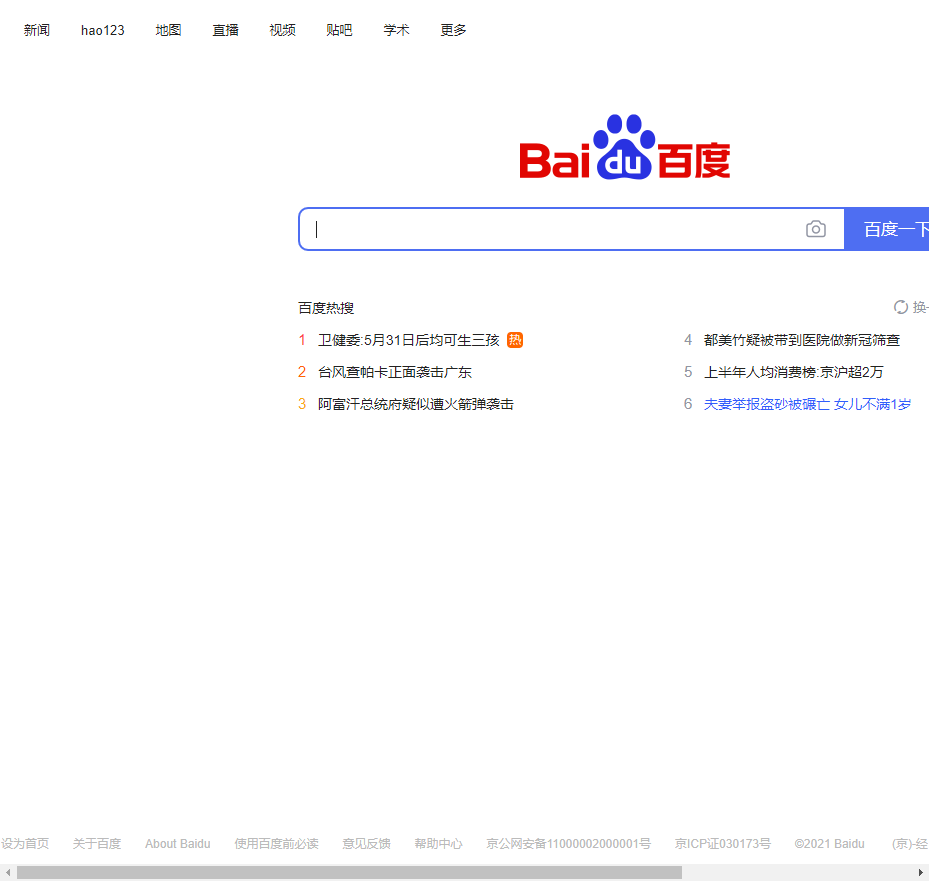 新闻 hao123 地图 直播 视频 贴吧 学术 更多
Bai du 百度
百度一下
百度热搜 换一
1 卫健委:5月31日后均可生三孩 热
4 都美竹疑被带到医院做新冠筛查
2 台风查帕卡正面袭击广东
5 上半年人均消费榜:京沪超2万
3 阿富汗总统府疑似遭火箭弹袭击
6 夫妻举报盗砂被碾亡 女儿不满1岁
设为首页 关于百度 About Baidu 使用百度前必读 意见反馈 帮助中心 京公网安备11000002000001号 京ICP证030173号 ©2021 Baidu (京)-经